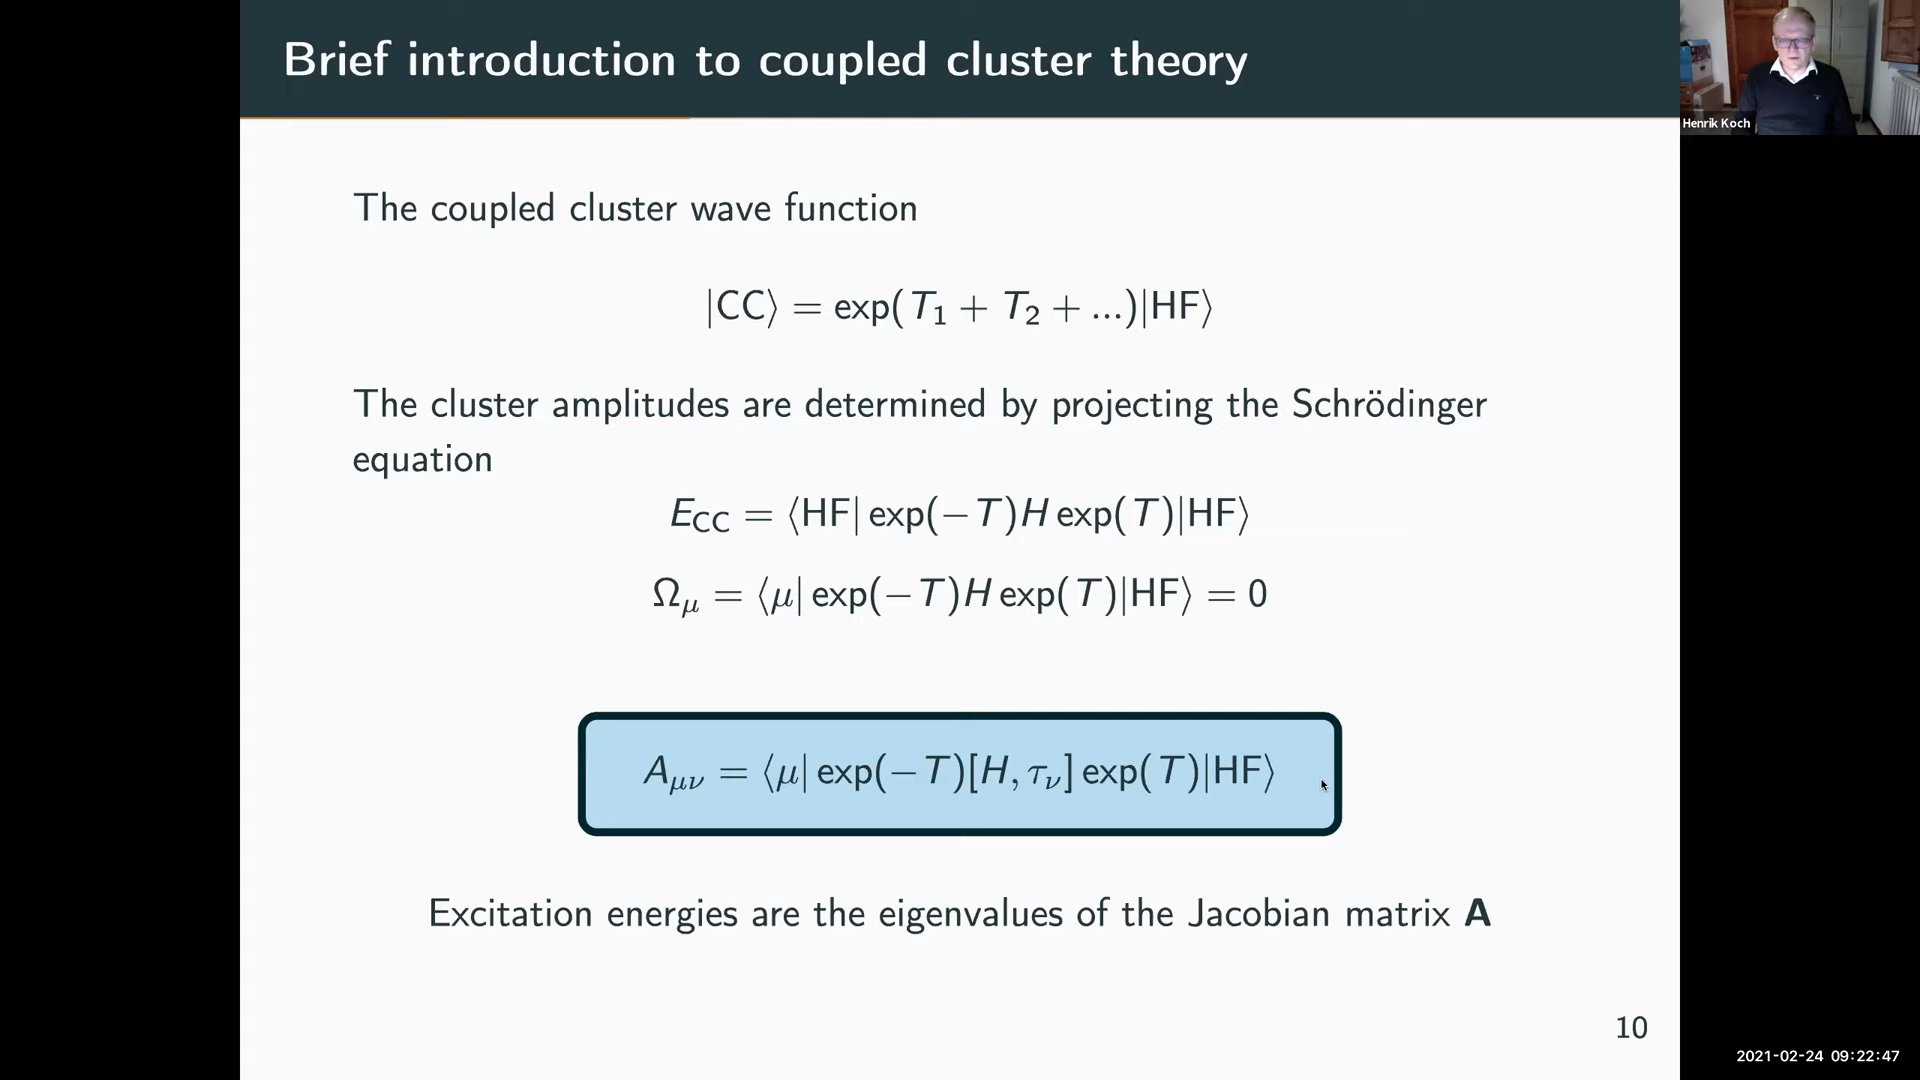 Brief introduction to coupled cluster theory
Henrik Koch
The coupled cluster wave function
|CC⟩ = exp(T₁ + T₂ + ...)|HF⟩
The cluster amplitudes are determined by projecting the Schrödinger
equation
E_CC = ⟨HF| exp(−T)H exp(T)|HF⟩
Ω_μ = ⟨μ| exp(−T)H exp(T)|HF⟩ = 0
A_μν = ⟨μ| exp(−T)[H, τ_ν] exp(T)|HF⟩
Excitation energies are the eigenvalues of the Jacobian matrix A
10
2021-02-24 09:22:47